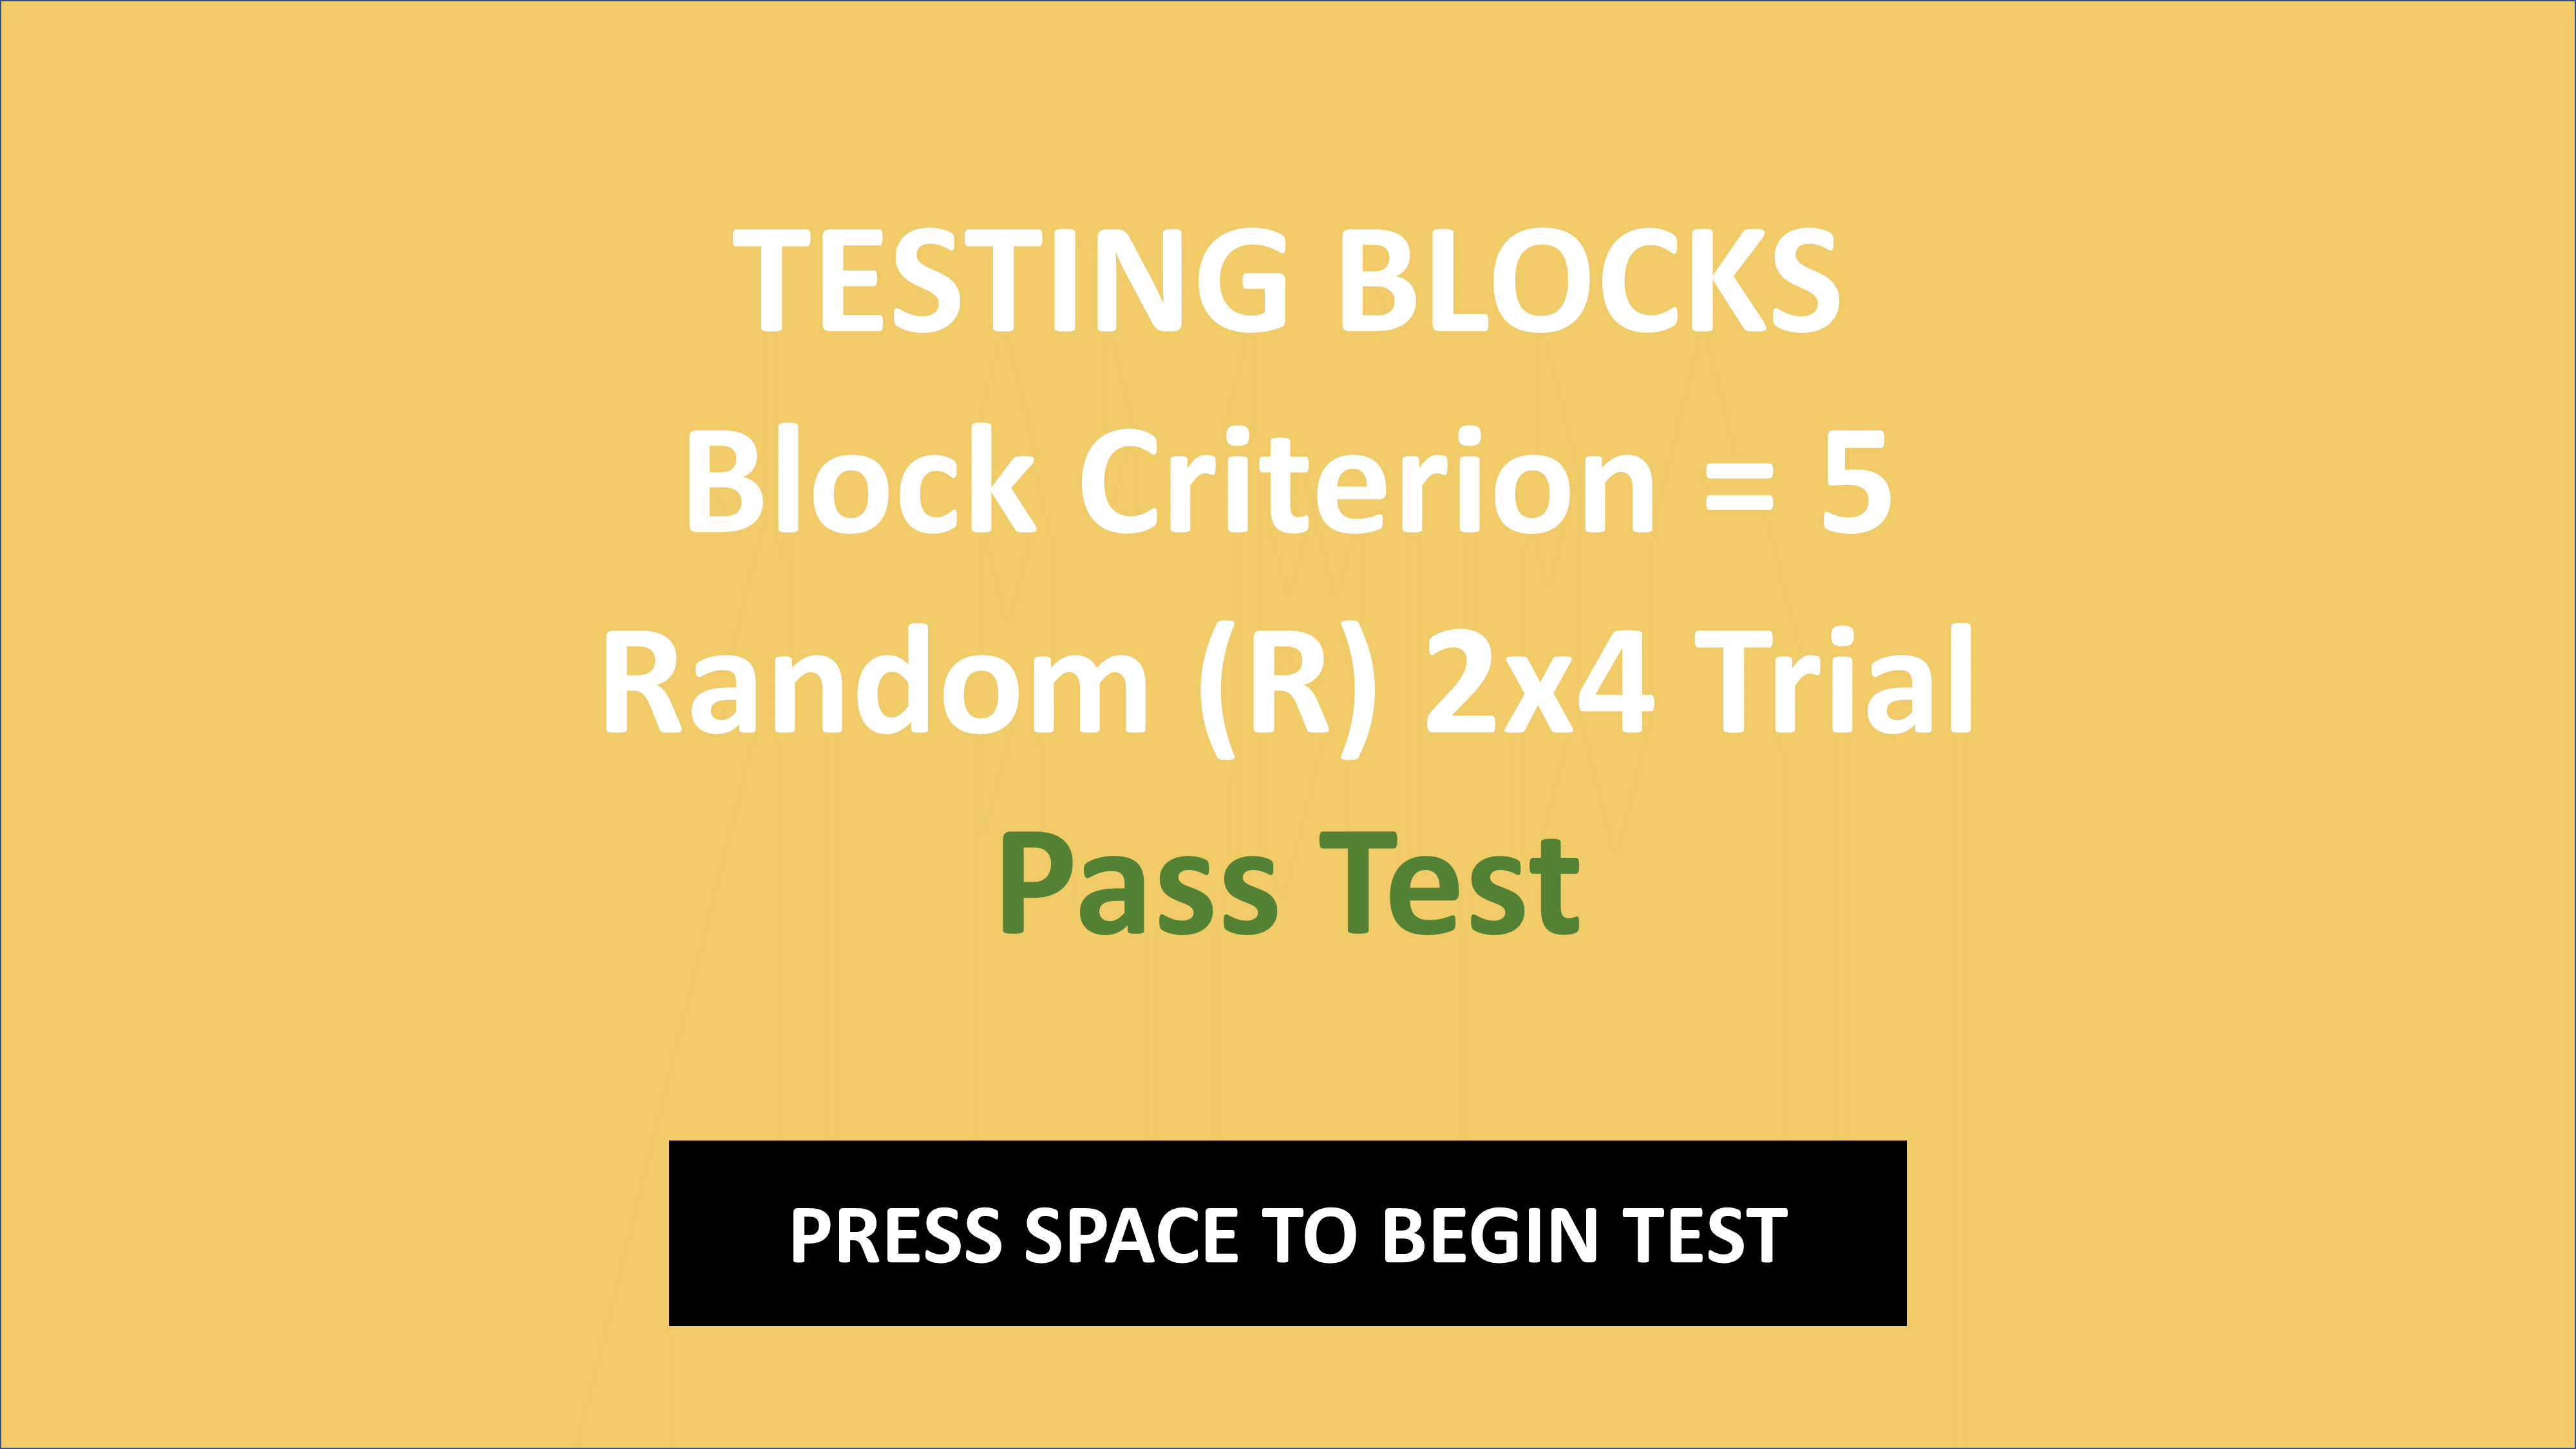 TESTING BLOCKS
Block Criterion = 5
Random (R) 2x4 Trial
Pass Test
PRESS SPACE TO BEGIN TEST